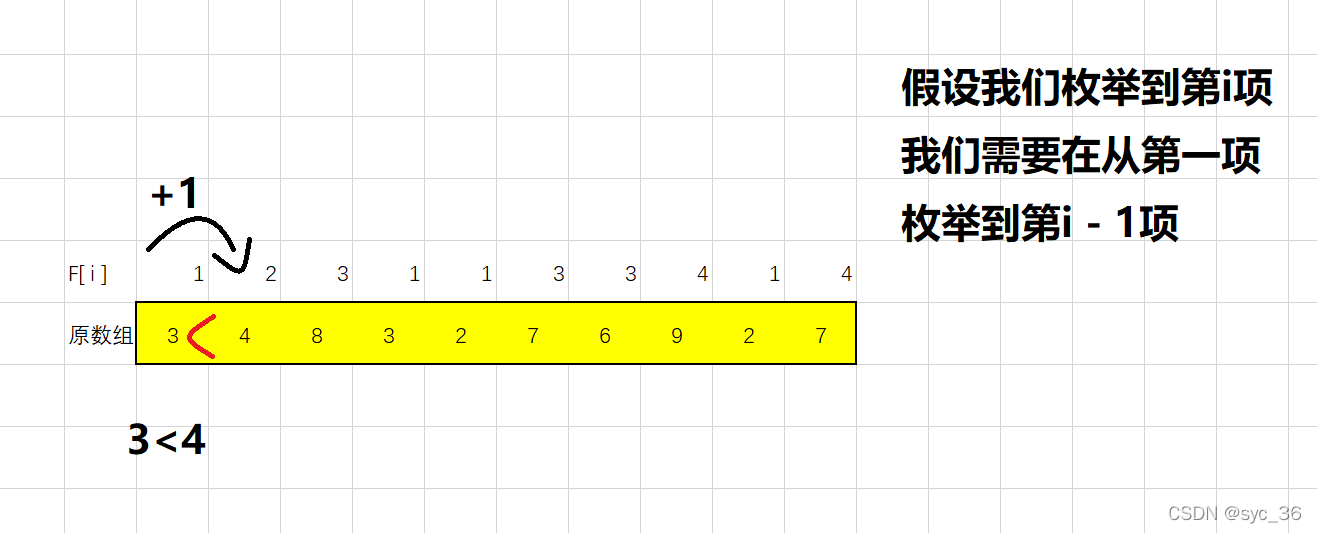 假设我们枚举到第i项
我们需要在从第一项
枚举到第i - 1项
+1
F[i] 1 2 3 1 1 3 3 4 1 4
原数组 3 < 4 8 3 2 7 6 9 2 7
3<4
CSDN @syc_36